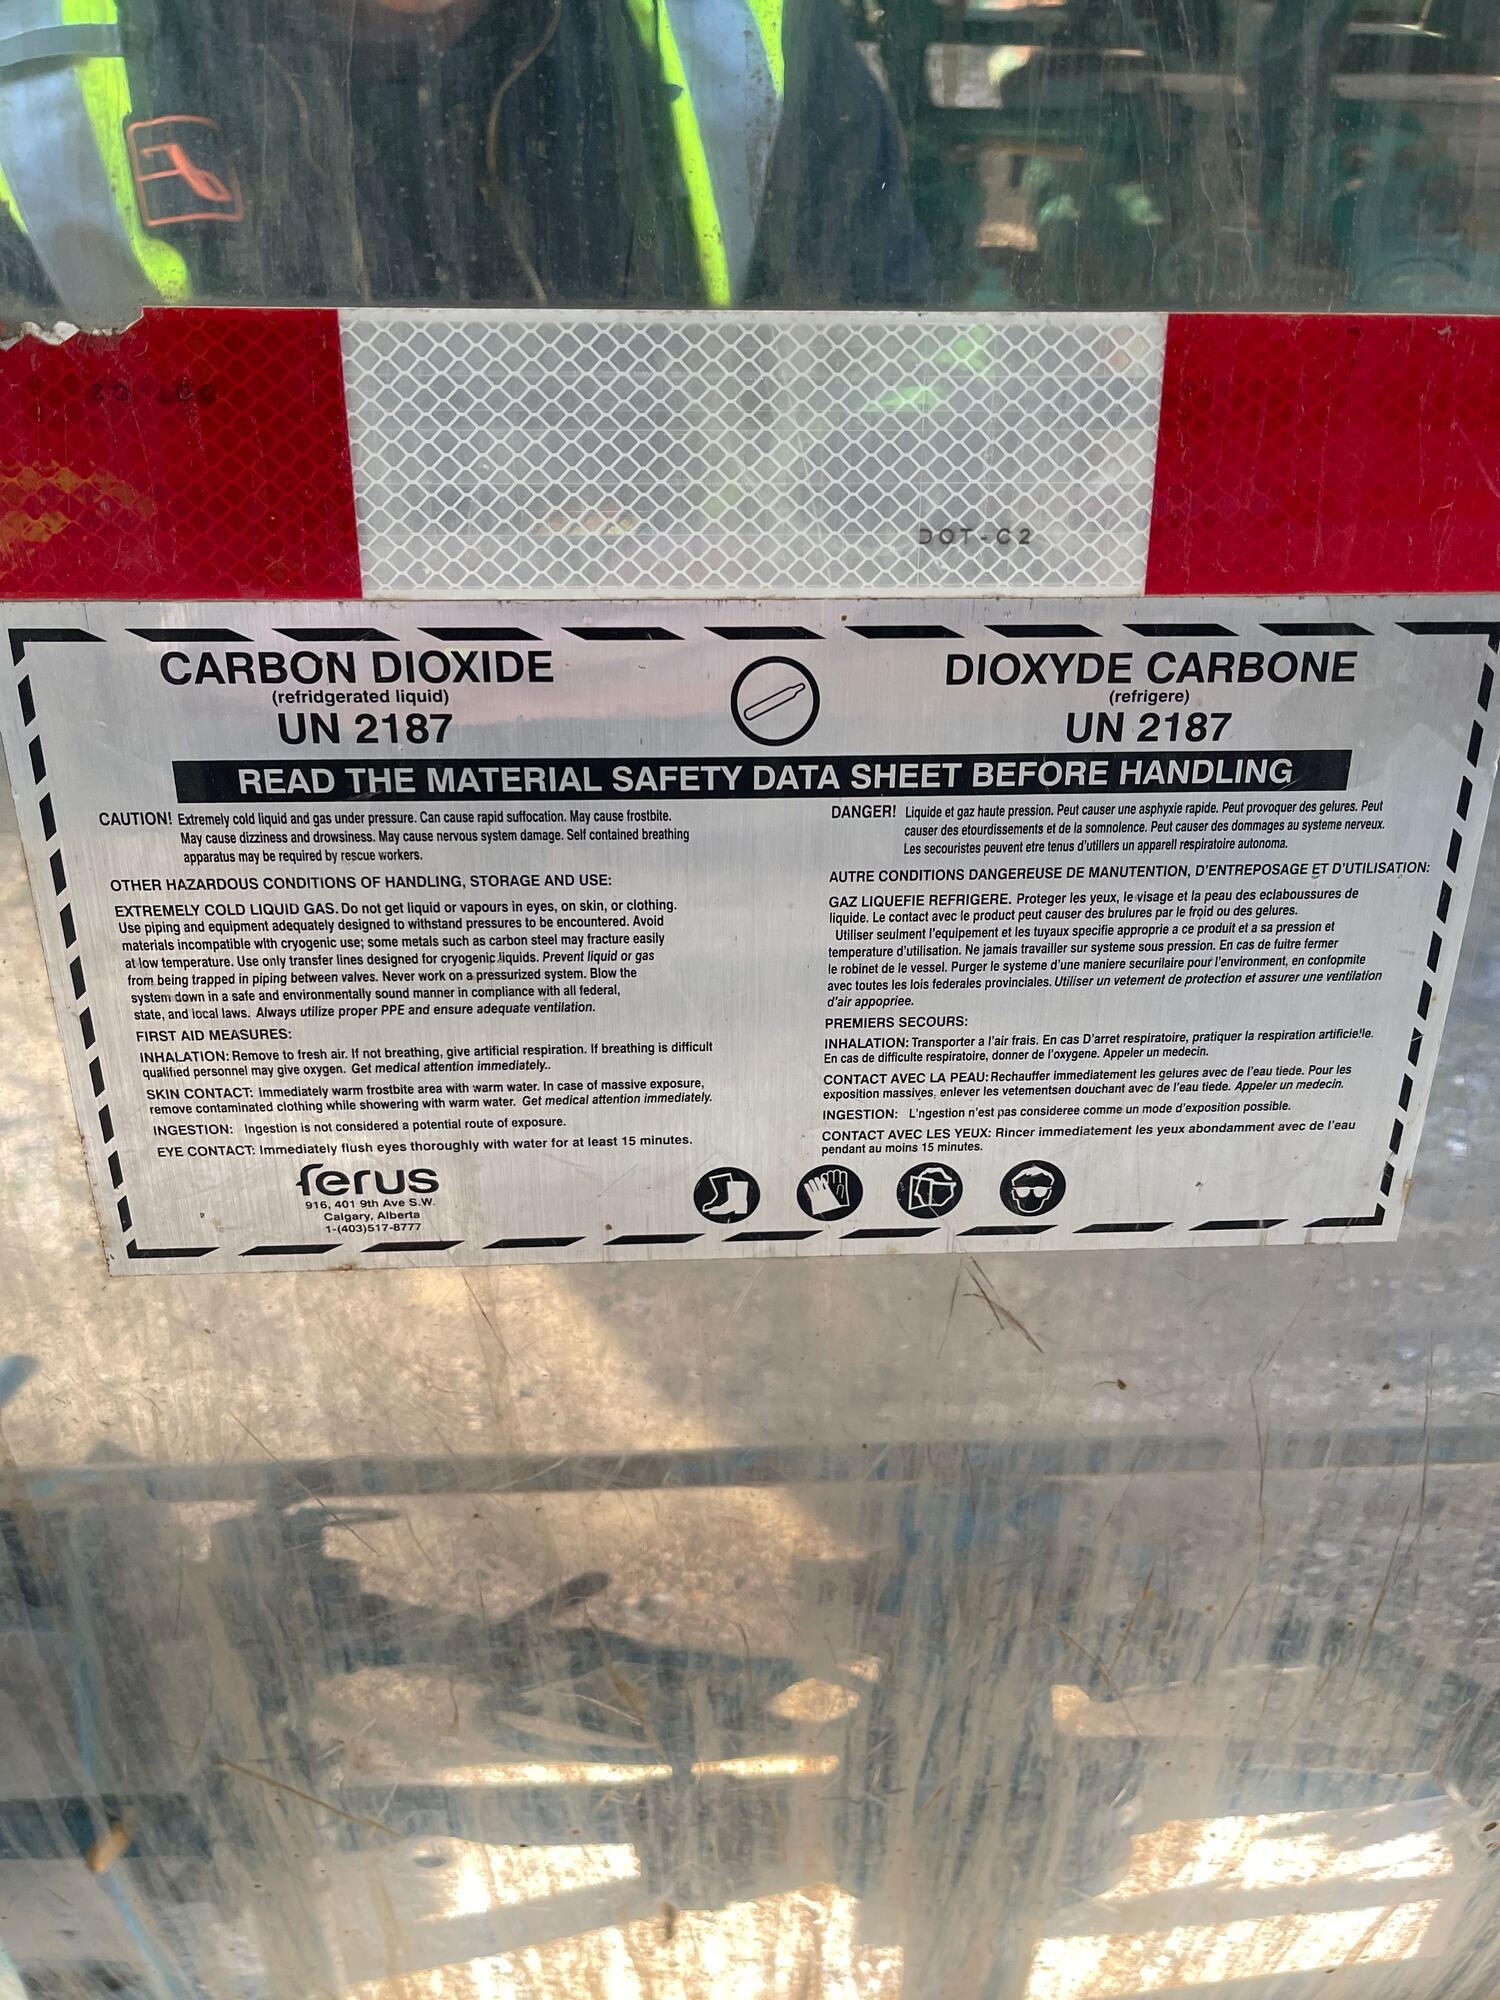 DOT-C2
DOT-C2
CARBON DIOXIDE
(refridgerated liquid)
UN 2187
DIOXYDE CARBONE
(refrigere)
UN 2187
READ THE MATERIAL SAFETY DATA SHEET BEFORE HANDLING
CAUTION! Extremely cold liquid and gas under pressure. Can cause rapid suffocation. May cause frostbite.
May cause dizziness and drowsiness. May cause nervous system damage. Self contained breathing
apparatus may be required by rescue workers.
OTHER HAZARDOUS CONDITIONS OF HANDLING, STORAGE AND USE:
EXTREMELY COLD LIQUID GAS. Do not get liquid or vapours in eyes, on skin, or clothing.
Use piping and equipment adequately designed to withstand pressures to be encountered. Avoid
materials incompatible with cryogenic use; some metals such as carbon steel may fracture easily
at low temperature. Use only transfer lines designed for cryogenic liquids. Prevent liquid or gas
from being trapped in piping between valves. Never work on a pressurized system. Blow the
system down in a safe and environmentally sound manner in compliance with all federal,
state, and local laws. Always utilize proper PPE and ensure adequate ventilation.
FIRST AID MEASURES:
INHALATION: Remove to fresh air. If not breathing, give artificial respiration. If breathing is difficult
qualified personnel may give oxygen. Get medical attention immediately..
SKIN CONTACT: Immediately warm frostbite area with warm water. In case of massive exposure,
remove contaminated clothing while showering with warm water. Get medical attention immediately.
INGESTION: Ingestion is not considered a potential route of exposure.
EYE CONTACT: Immediately flush eyes thoroughly with water for at least 15 minutes.
ferus
916, 401 9th Ave S.W.
Calgary, Alberta
1-(403)517-8777
DANGER! Liquide et gaz haute pression. Peut causer une asphyxie rapide. Peut provoquer des gelures. Peut
causer des etourdissements et de la somnolence. Peut causer des dommages au systeme nerveux.
Les secouristes peuvent etre tenus d'utillers un apparell respiratoire autonoma.
AUTRE CONDITIONS DANGEREUSE DE MANUTENTION, D'ENTREPOSAGE ET D'UTILISATION:
GAZ LIQUEFIE REFRIGERE. Proteger les yeux, le visage et la peau des eclaboussures de
liquide. Le contact avec le product peut causer des brulures par le froid ou des gelures.
Utiliser seulment l'equipement et les tuyaux specifie approprie a ce produit et a sa pression et
temperature d'utilisation. Ne jamais travailler sur systeme sous pression. En cas de fuitre fermer
le robinet de le vessel. Purger le systeme d'une maniere securilaire pour l'environment, en confopmite
avec toutes les lois federales provinciales. Utiliser un vetement de protection et assurer une ventilation
d'air appopriee.
PREMIERS SECOURS:
INHALATION: Transporter a l'air frais. En cas D'arret respiratoire, pratiquer la respiration artificielle.
En cas de difficulte respiratoire, donner de l'oxygene. Appeler un medecin.
CONTACT AVEC LA PEAU: Rechauffer immediatement les gelures avec de l'eau tiede. Pour les
exposition massives, enlever les vetementsen douchant avec de l'eau tiede. Appeler un medecin.
INGESTION: L'ngestion n'est pas consideree comme un mode d'exposition possible.
CONTACT AVEC LES YEUX: Rincer immediatement les yeux abondamment avec de l'eau
pendant au moins 15 minutes.